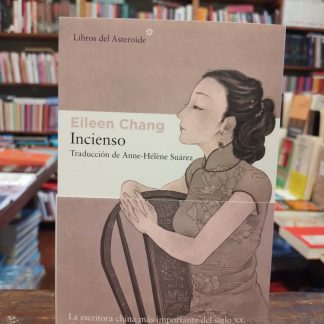 Libros del Asteroide*
Eileen Chang
Incienso
Traducción de Anne-Hélène Suárez
La escritora china más importante del siglo XX.